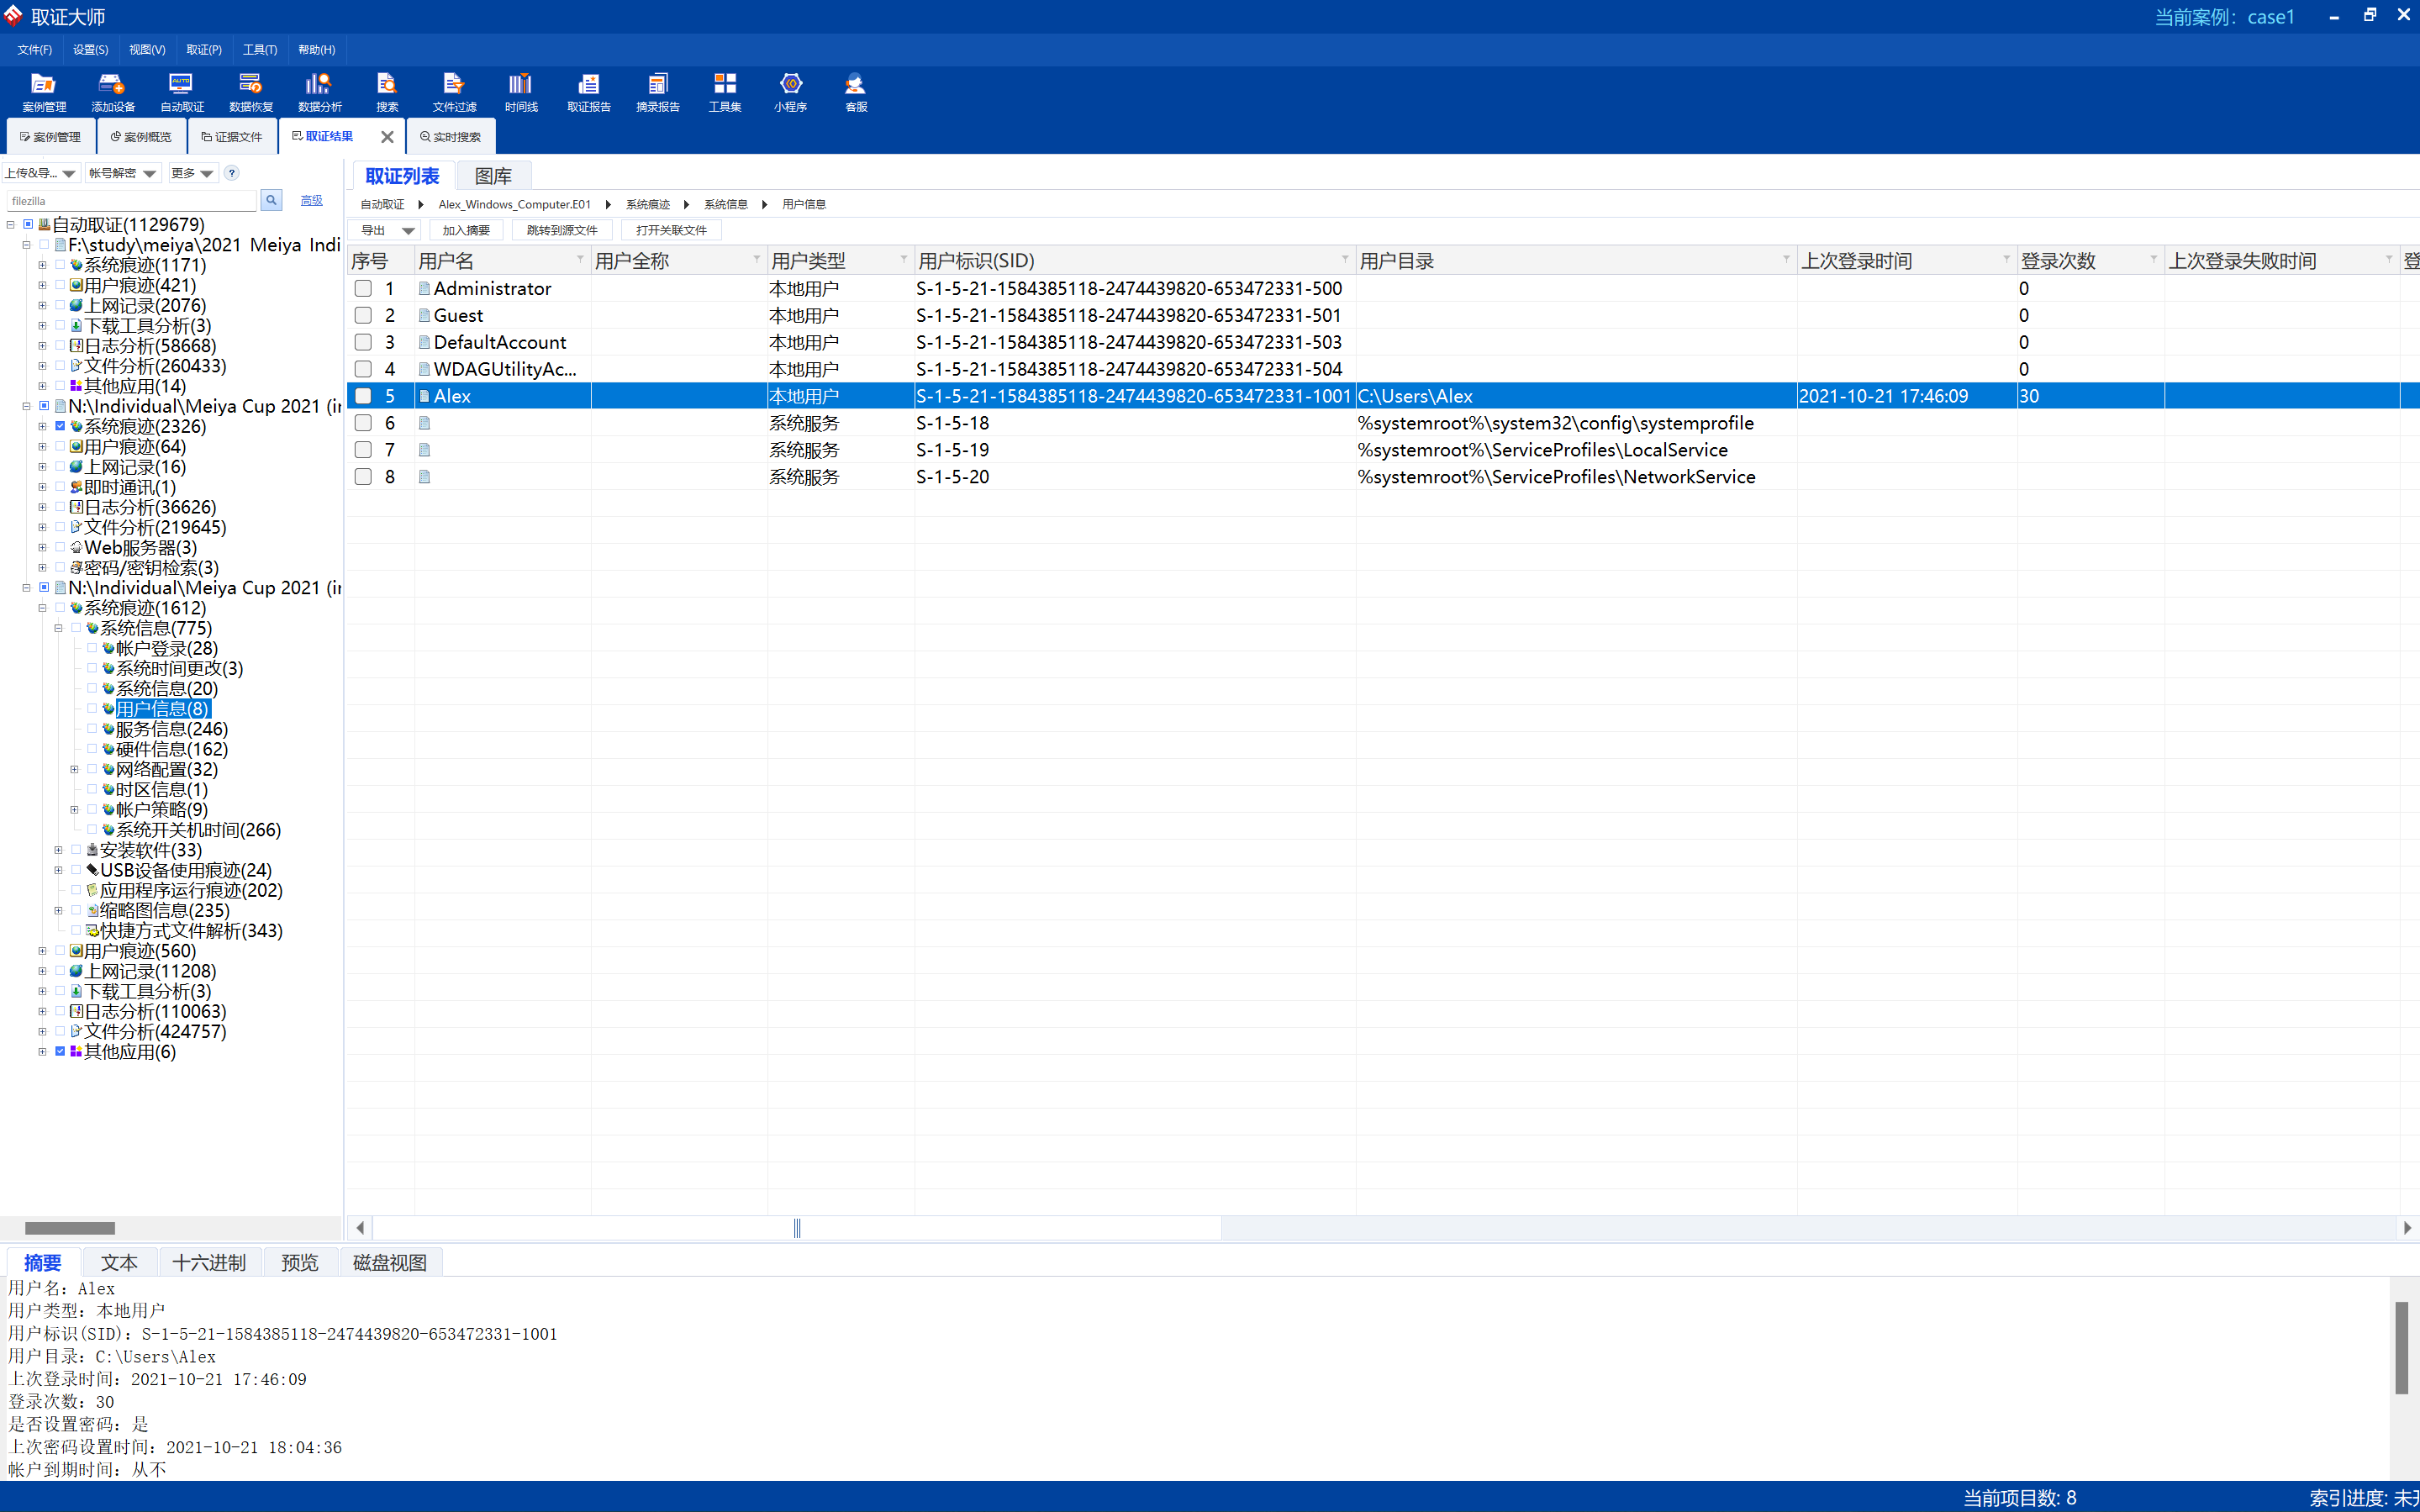 取证大师
当前案例：case1
文件(F) 设置(S) 视图(V) 取证(P) 工具(T) 帮助(H)
案例管理 添加设备 自动取证 数据恢复 数据分析 搜索 文件过滤 时间线 取证报告 摘录报告 工具集 小程序 客服
案例管理 案例概览 证据文件 取证结果 实时搜索
上传&导... 帐号解密 更多 ?
filezilla 高级
自动取证(1129679)
F:\study\meiya\2021 Meiya Indi
系统痕迹(1171)
用户痕迹(421)
上网记录(2076)
下载工具分析(3)
日志分析(58668)
文件分析(260433)
其他应用(14)
N:\Individual\Meiya Cup 2021 (ir
系统痕迹(2326)
用户痕迹(64)
上网记录(16)
即时通讯(1)
日志分析(36626)
文件分析(219645)
Web服务器(3)
密码/密钥检索(3)
N:\Individual\Meiya Cup 2021 (ir
系统痕迹(1612)
系统信息(775)
帐户登录(28)
系统时间更改(3)
系统信息(20)
用户信息(8)
服务信息(246)
硬件信息(162)
网络配置(32)
时区信息(1)
帐户策略(9)
系统开关机时间(266)
安装软件(33)
USB设备使用痕迹(24)
应用程序运行痕迹(202)
缩略图信息(235)
快捷方式文件解析(343)
用户痕迹(560)
上网记录(11208)
下载工具分析(3)
日志分析(110063)
文件分析(424757)
其他应用(6)
取证列表 图库
自动取证 Alex_Windows_Computer.E01 系统痕迹 系统信息 用户信息
导出 加入摘要 跳转到源文件 打开关联文件
序号 用户名 用户全称 用户类型 用户标识(SID) 用户目录 上次登录时间 登录次数 上次登录失败时间 登
1 Administrator 本地用户 S-1-5-21-1584385118-2474439820-653472331-500 0
2 Guest 本地用户 S-1-5-21-1584385118-2474439820-653472331-501 0
3 DefaultAccount 本地用户 S-1-5-21-1584385118-2474439820-653472331-503 0
4 WDAGUtilityAc... 本地用户 S-1-5-21-1584385118-2474439820-653472331-504 0
5 Alex 本地用户 S-1-5-21-1584385118-2474439820-653472331-1001 C:\Users\Alex 2021-10-21 17:46:09 30
6 系统服务 S-1-5-18 %systemroot%\system32\config\systemprofile
7 系统服务 S-1-5-19 %systemroot%\ServiceProfiles\LocalService
8 系统服务 S-1-5-20 %systemroot%\ServiceProfiles\NetworkService
摘要 文本 十六进制 预览 磁盘视图
用户名：Alex
用户类型：本地用户
用户标识(SID)：S-1-5-21-1584385118-2474439820-653472331-1001
用户目录：C:\Users\Alex
上次登录时间：2021-10-21 17:46:09
登录次数：30
是否设置密码：是
上次密码设置时间：2021-10-21 18:04:36
帐户到期时间：从不
当前项目数: 8 索引进度: 未